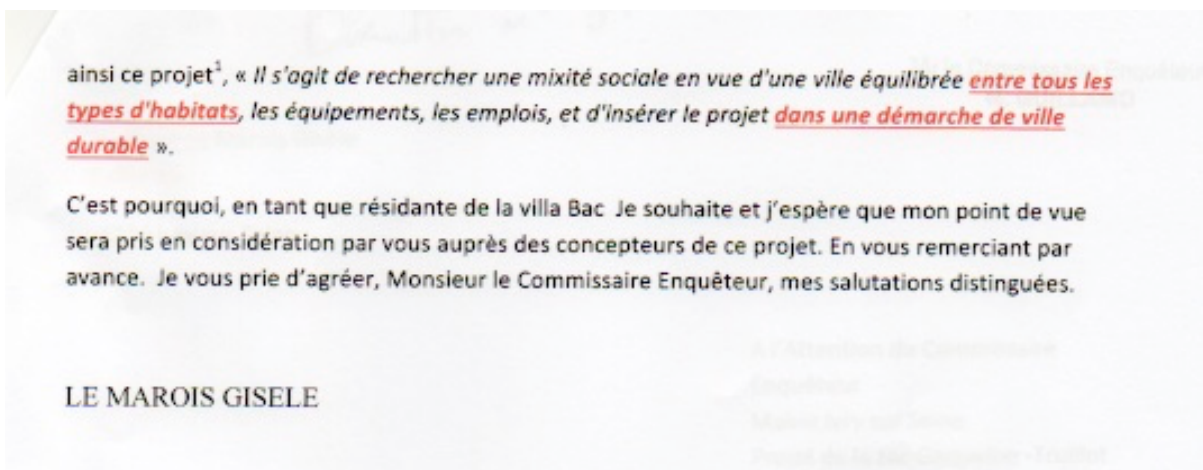 ainsi ce projet¹, « Il s'agit de rechercher une mixité sociale en vue d'une ville équilibrée entre tous les
types d'habitats, les équipements, les emplois, et d'insérer le projet dans une démarche de ville
durable ».
C'est pourquoi, en tant que résidante de la villa Bac Je souhaite et j'espère que mon point de vue
sera pris en considération par vous auprès des concepteurs de ce projet. En vous remerciant par
avance. Je vous prie d'agréer, Monsieur le Commissaire Enquêteur, mes salutations distinguées.
LE MAROIS GISELE
A l'Attention du Commissaire
Enquêteur